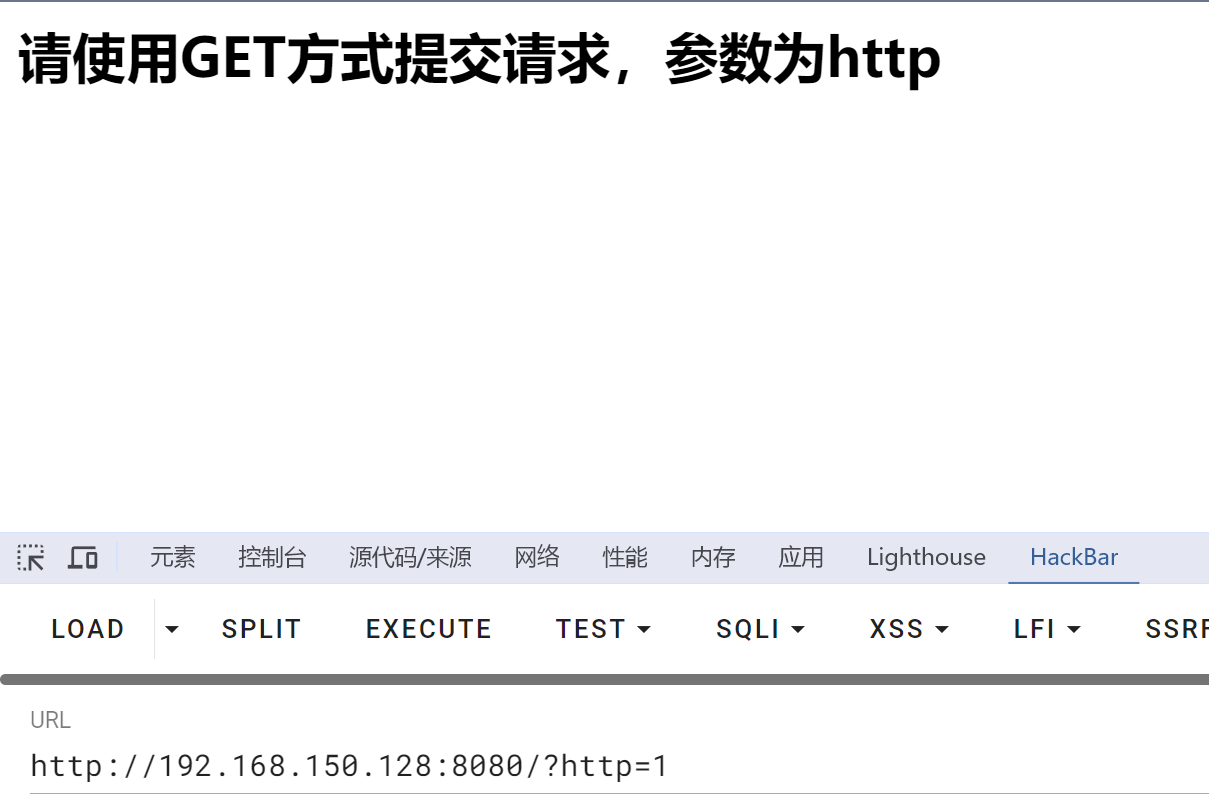 请使用GET方式提交请求，参数为http
元素 控制台 源代码/来源 网络 性能 内存 应用 Lighthouse HackBar
LOAD SPLIT EXECUTE TEST SQLI XSS LFI SSRF
URL
http://192.168.150.128:8080/?http=1